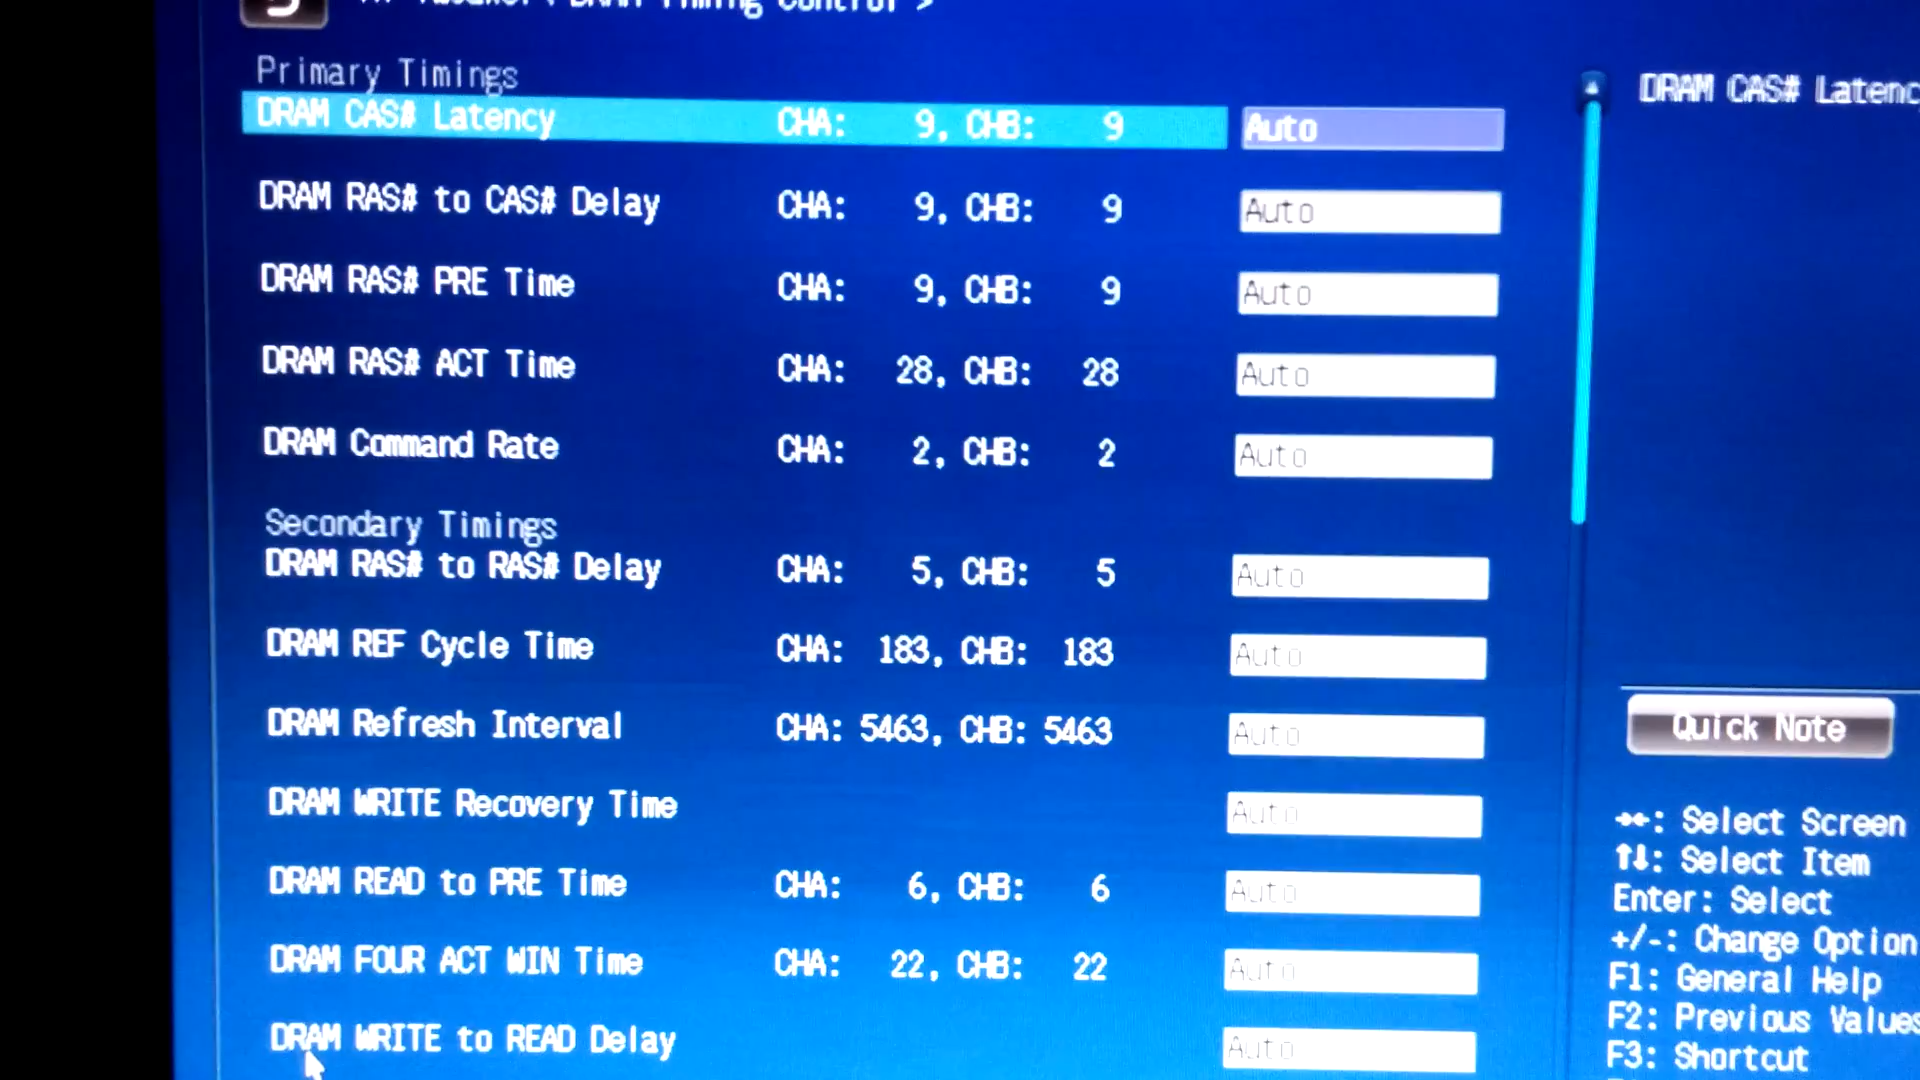 DRAM Timing Control >
Primary Timings
DRAM CAS# Latency CHA: 9, CHB: 9 Auto
DRAM RAS# to CAS# Delay CHA: 9, CHB: 9 Auto
DRAM RAS# PRE Time CHA: 9, CHB: 9 Auto
DRAM RAS# ACT Time CHA: 28, CHB: 28 Auto
DRAM Command Rate CHA: 2, CHB: 2 Auto
Secondary Timings
DRAM RAS# to RAS# Delay CHA: 5, CHB: 5 Auto
DRAM REF Cycle Time CHA: 183, CHB: 183 Auto
DRAM Refresh Interval CHA: 5463, CHB: 5463 Auto
DRAM WRITE Recovery Time Auto
DRAM READ to PRE Time CHA: 6, CHB: 6 Auto
DRAM FOUR ACT WIN Time CHA: 22, CHB: 22 Auto
DRAM WRITE to READ Delay Auto
DRAM CAS# Latenc
Quick Note
→←: Select Screen
↑↓: Select Item
Enter: Select
+/-: Change Option
F1: General Help
F2: Previous Values
F3: Shortcut